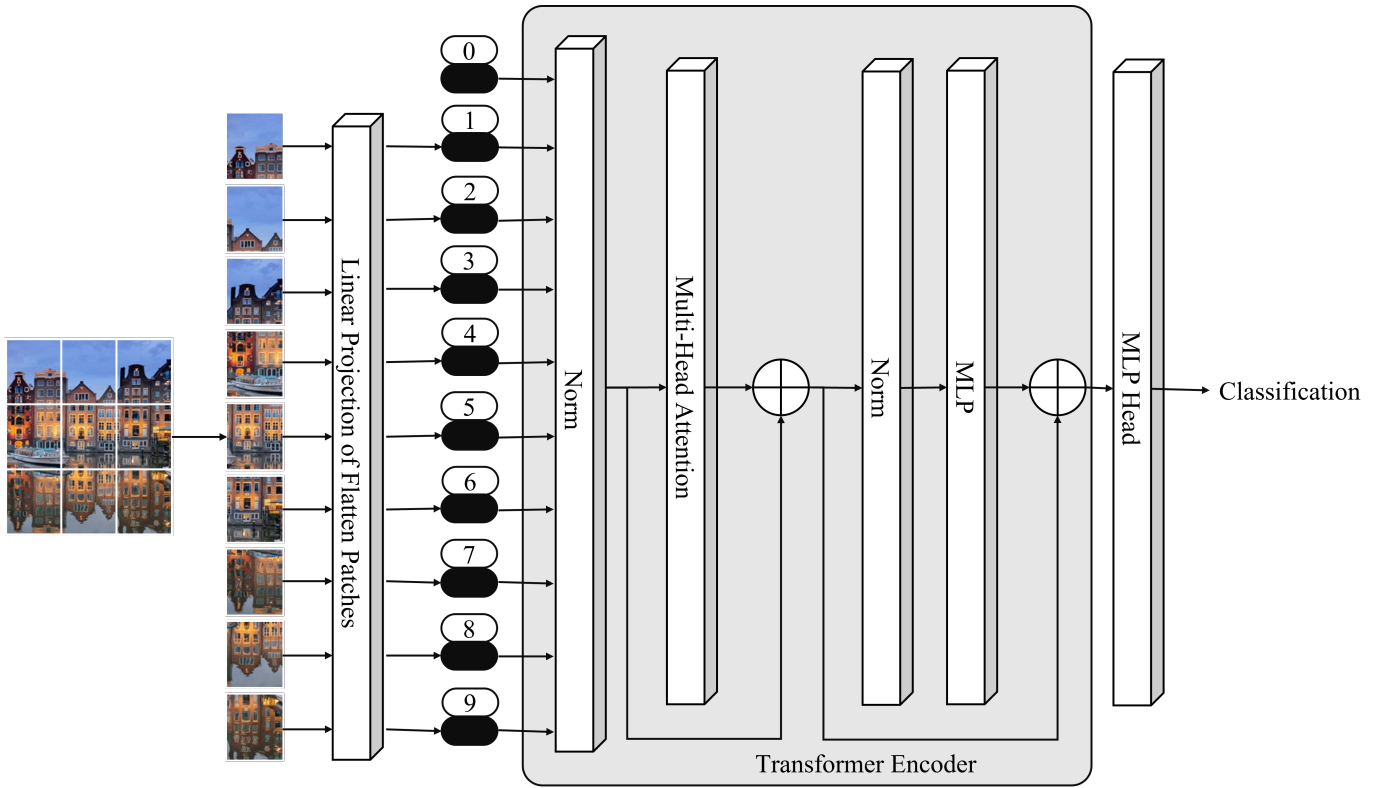 0
1
2
3
4
5
6
7
8
9
Linear Projection of Flatten Patches
Norm
Multi-Head Attention
Norm
MLP
MLP Head
Classification
Transformer Encoder